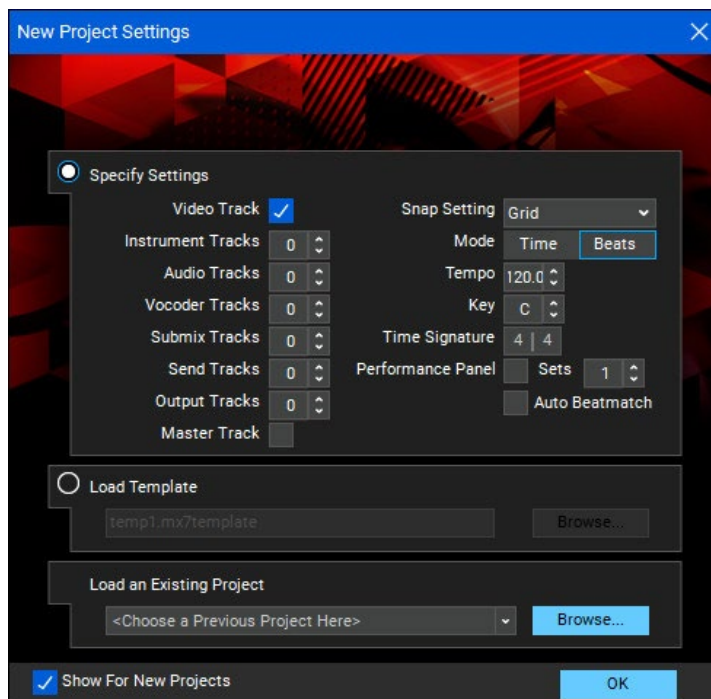 New Project Settings
Specify Settings
Video Track
Instrument Tracks 0
Audio Tracks 0
Vocoder Tracks 0
Submix Tracks 0
Send Tracks 0
Output Tracks 0
Master Track
Snap Setting Grid
Mode Time Beats
Tempo 120.0
Key C
Time Signature 4 | 4
Performance Panel Sets 1
Auto Beatmatch
Load Template
temp1.mx7template Browse...
Load an Existing Project
<Choose a Previous Project Here> Browse...
Show For New Projects OK